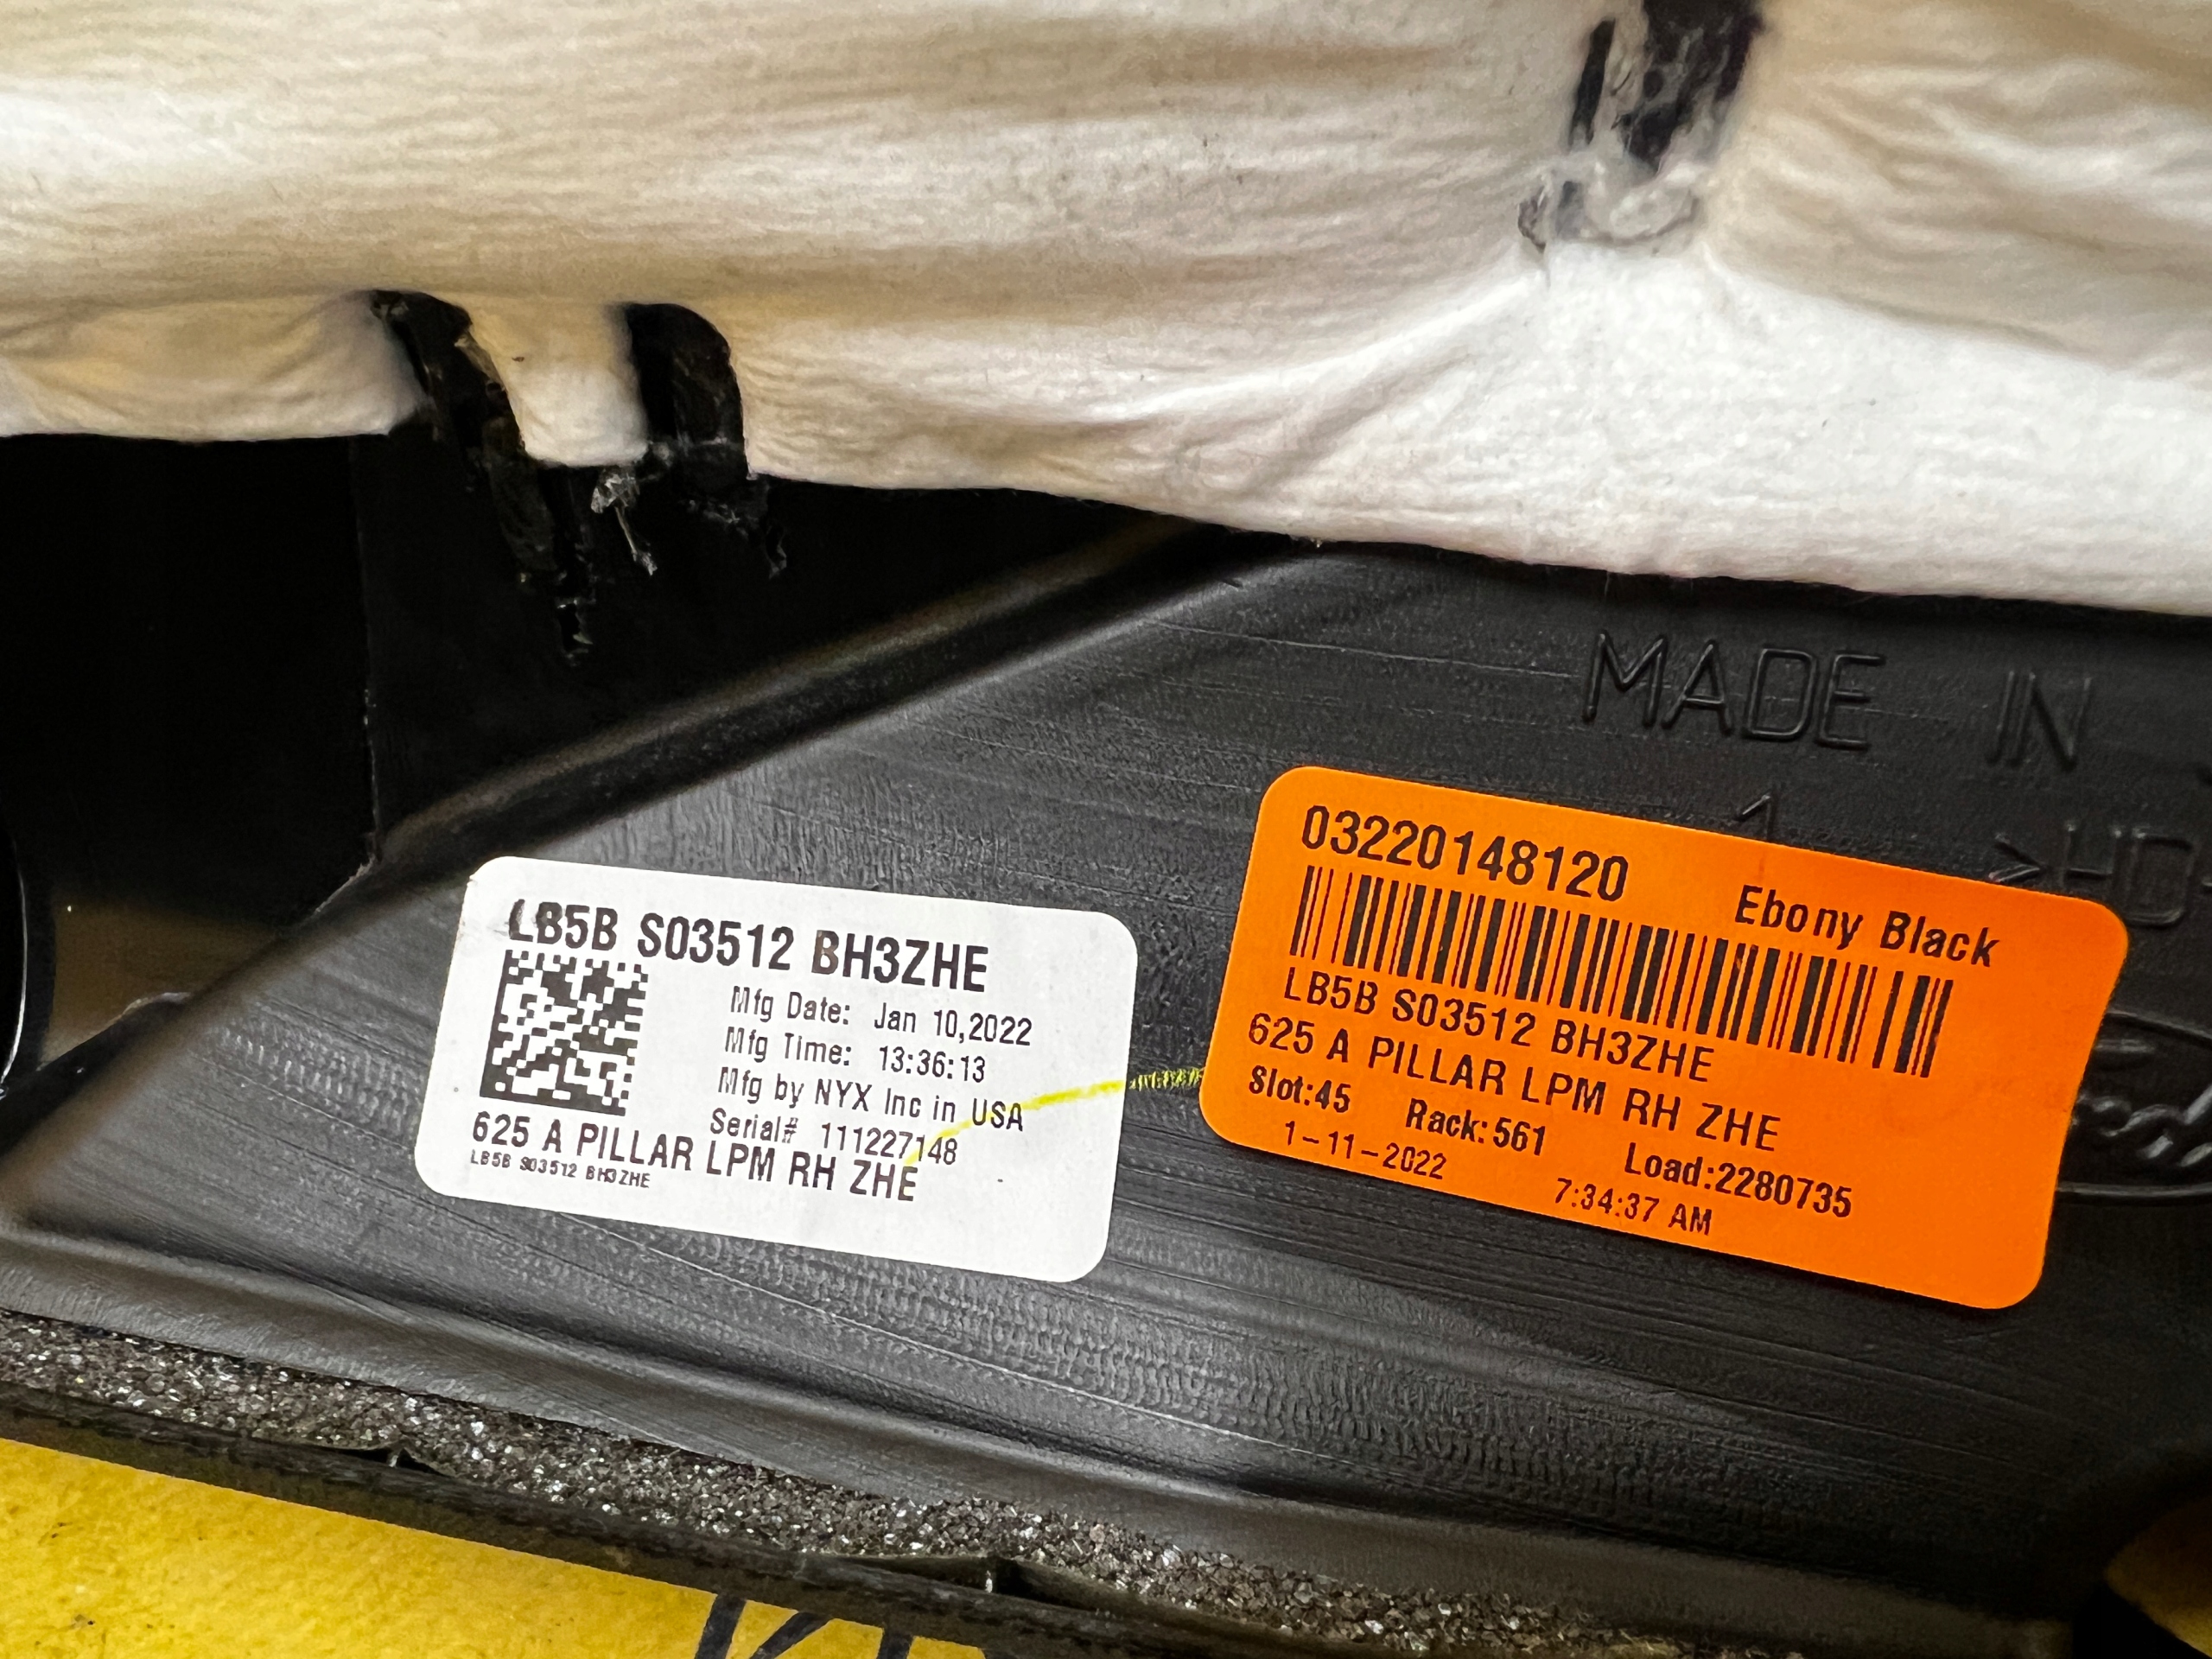 MADE IN
1
>HD
LB5B S03512 BH3ZHE
Mfg Date: Jan 10,2022
Mfg Time: 13:36:13
Mfg by NYX Inc in USA
Serial# 111227148
625 A PILLAR LPM RH ZHE
LB5B S03512 BH3ZHE
03220148120
Ebony Black
LB5B S03512 BH3ZHE
625 A PILLAR LPM RH ZHE
Slot:45 Rack:561 Load:2280735
1-11-2022 7:34:37 AM